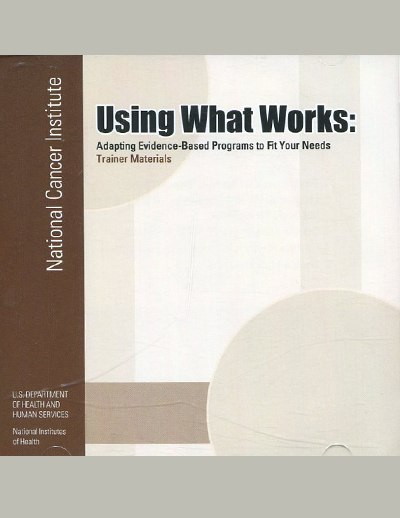 National Cancer Institute
Using What Works:
Adapting Evidence-Based Programs to Fit Your Needs
Trainer Materials
U.S. DEPARTMENT
OF HEALTH AND
HUMAN SERVICES
National Institutes
of Health